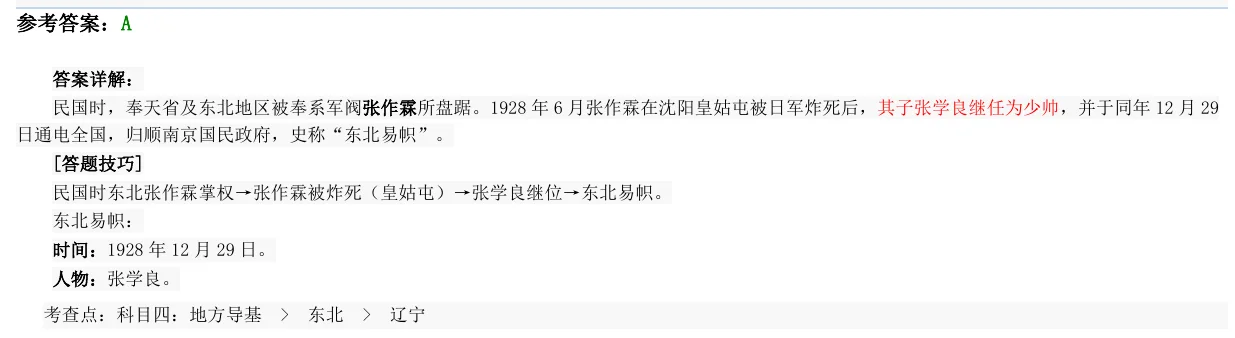 参考答案：A
答案详解：
民国时，奉天省及东北地区被奉系军阀张作霖所盘踞。1928 年 6 月张作霖在沈阳皇姑屯被日军炸死后，其子张学良继任为少帅，并于同年 12 月 29
日通电全国，归顺南京国民政府，史称“东北易帜”。
[答题技巧]
民国时东北张作霖掌权→张作霖被炸死（皇姑屯）→张学良继位→东北易帜。
东北易帜：
时间：1928 年 12 月 29 日。
人物：张学良。
考查点：科目四：地方导基 > 东北 > 辽宁